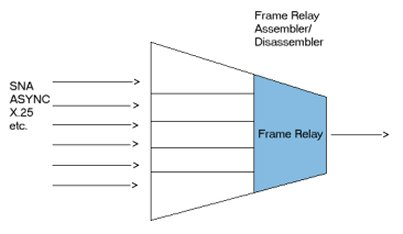 Frame Relay
Assembler/
Disassembler
SNA
ASYNC
X.25
etc.
Frame Relay